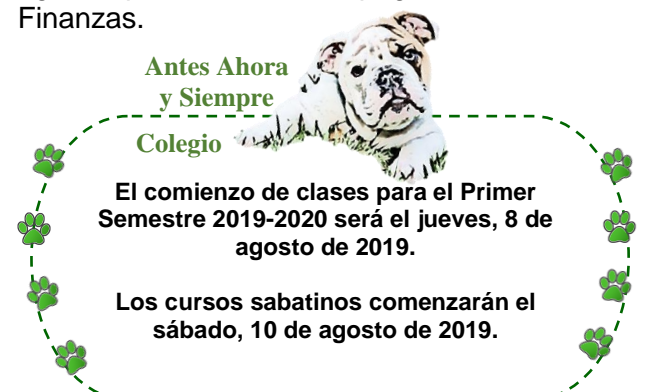 Finanzas.
Antes Ahora
y Siempre
Colegio
El comienzo de clases para el Primer
Semestre 2019-2020 será el jueves, 8 de
agosto de 2019.
Los cursos sabatinos comenzarán el
sábado, 10 de agosto de 2019.